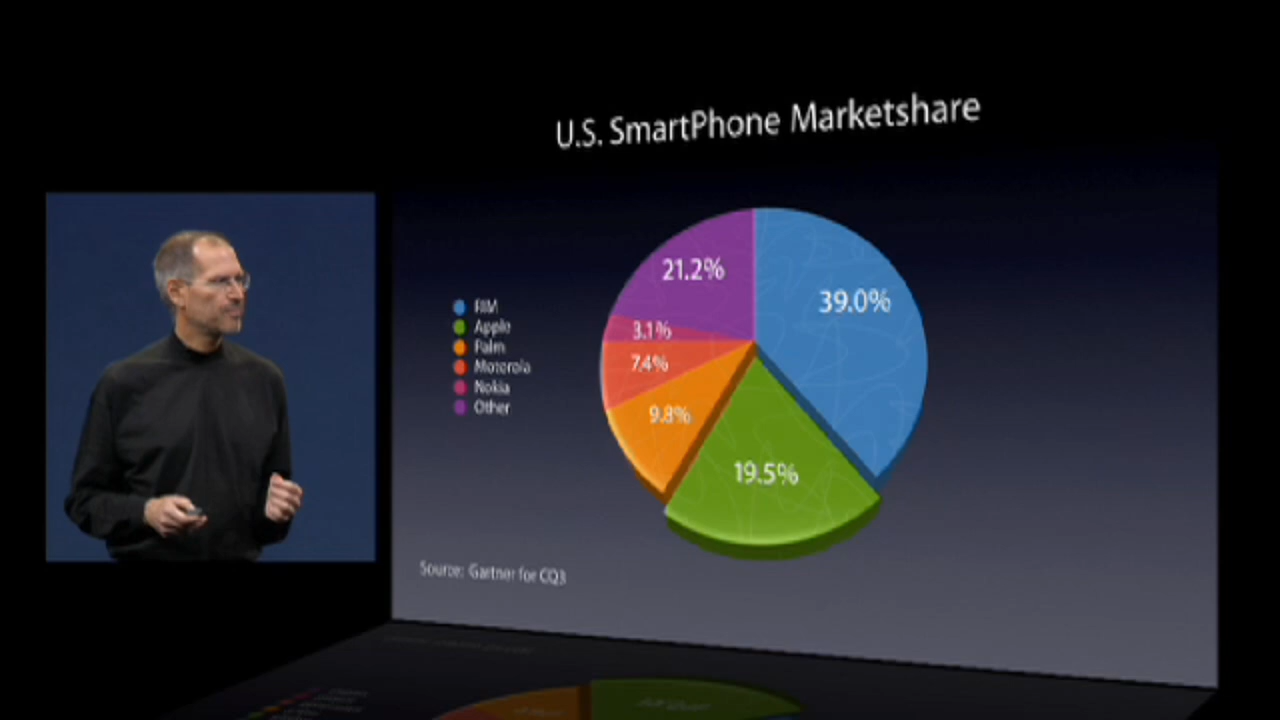 U.S. SmartPhone Marketshare
21.2%
39.0%
3.1%
7.4%
9.8%
19.5%
RIM
Apple
Palm
Motorola
Nokia
Other
Source: Gartner for CQ3